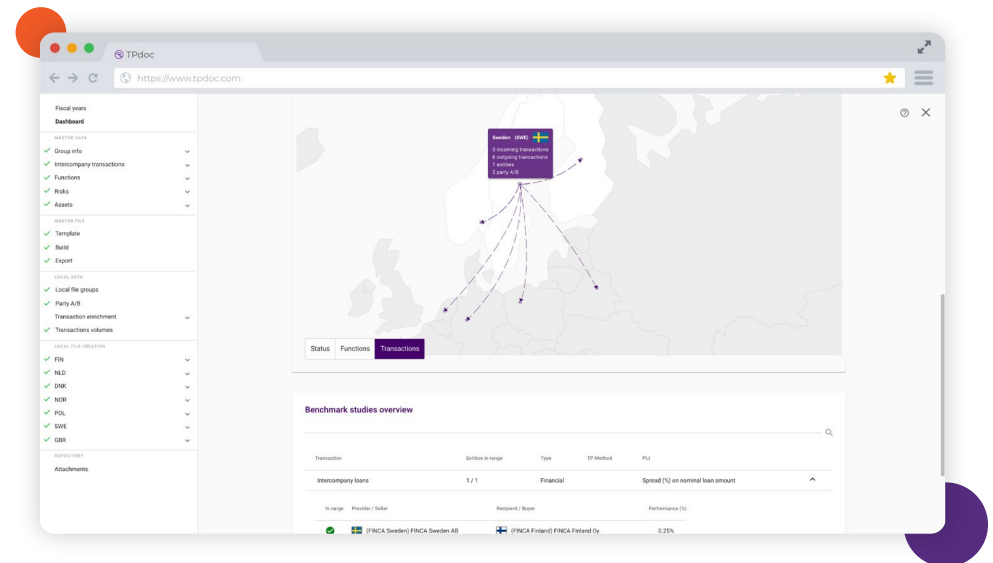 TPdoc
https://www.tpdoc.com
Fiscal years
Dashboard
MASTER DATA
Group info
Intercompany transactions
Functions
Risks
Assets
MASTER FILE
Template
Build
Export
LOCAL DATA
Local file groups
Party A/B
Transaction enrichment
Transactions volumes
LOCAL FILE CREATION
FIN
NLD
DNK
NOR
POL
SWE
GBR
REPOSITORY
Attachments
Sweden (SWE)
0 incoming transactions
6 outgoing transactions
1 entities
2 party A/B
Status Functions Transactions
Benchmark studies overview
Transaction Entities in range Type TP Method PLI
Intercompany loans 1 / 1 Financial Spread (%) on nominal loan amount
In range Provider / Seller Recipient / Buyer Performance (%)
(FINCA Sweden) FINCA Sweden AB (FINCA Finland) FINCA Finland Oy 0.25%